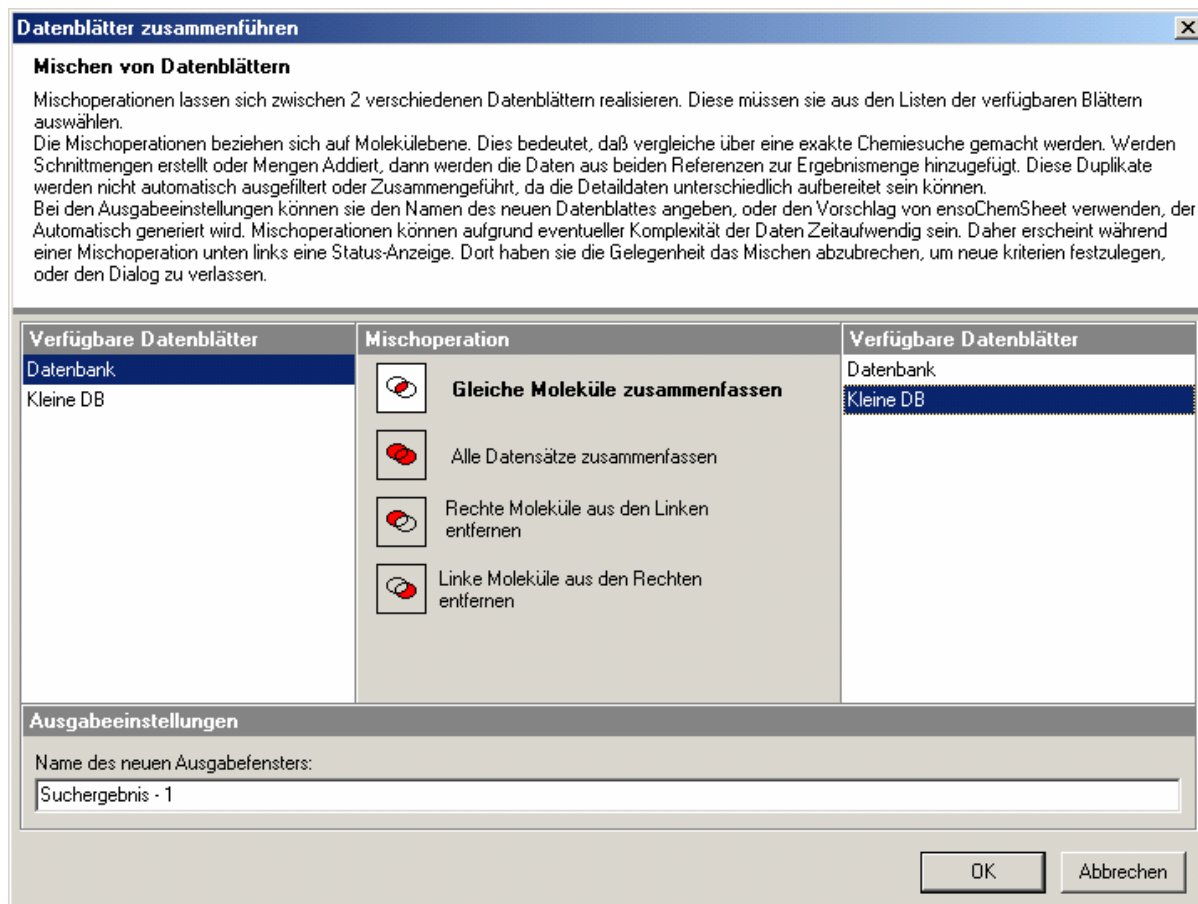 Datenblätter zusammenführen
Mischen von Datenblättern
Mischoperationen lassen sich zwischen 2 verschiedenen Datenblättern realisieren. Diese müssen sie aus den Listen der verfügbaren Blättern
auswählen.
Die Mischoperationen beziehen sich auf Molekülebene. Dies bedeutet, daß vergleiche über eine exakte Chemiesuche gemacht werden. Werden
Schnittmengen erstellt oder Mengen Addiert, dann werden die Daten aus beiden Referenzen zur Ergebnismenge hinzugefügt. Diese Duplikate
werden nicht automatisch ausgefiltert oder Zusammengeführt, da die Detaildaten unterschiedlich aufbereitet sein können.
Bei den Ausgabeeinstellungen können sie den Namen des neuen Datenblattes angeben, oder den Vorschlag von ensoChemSheet verwenden, der
Automatisch generiert wird. Mischoperationen können aufgrund eventueller Komplexität der Daten Zeitaufwendig sein. Daher erscheint während
einer Mischoperation unten links eine Status-Anzeige. Dort haben sie die Gelegenheit das Mischen abzubrechen, um neue kriterien festzulegen,
oder den Dialog zu verlassen.
Verfügbare Datenblätter
Datenbank
Kleine DB
Mischoperation
Gleiche Moleküle zusammenfassen
Alle Datensätze zusammenfassen
Rechte Moleküle aus den Linken
entfernen
Linke Moleküle aus den Rechten
entfernen
Verfügbare Datenblätter
Datenbank
Kleine DB
Ausgabeeinstellungen
Name des neuen Ausgabefensters:
Suchergebnis - 1
OK
Abbrechen